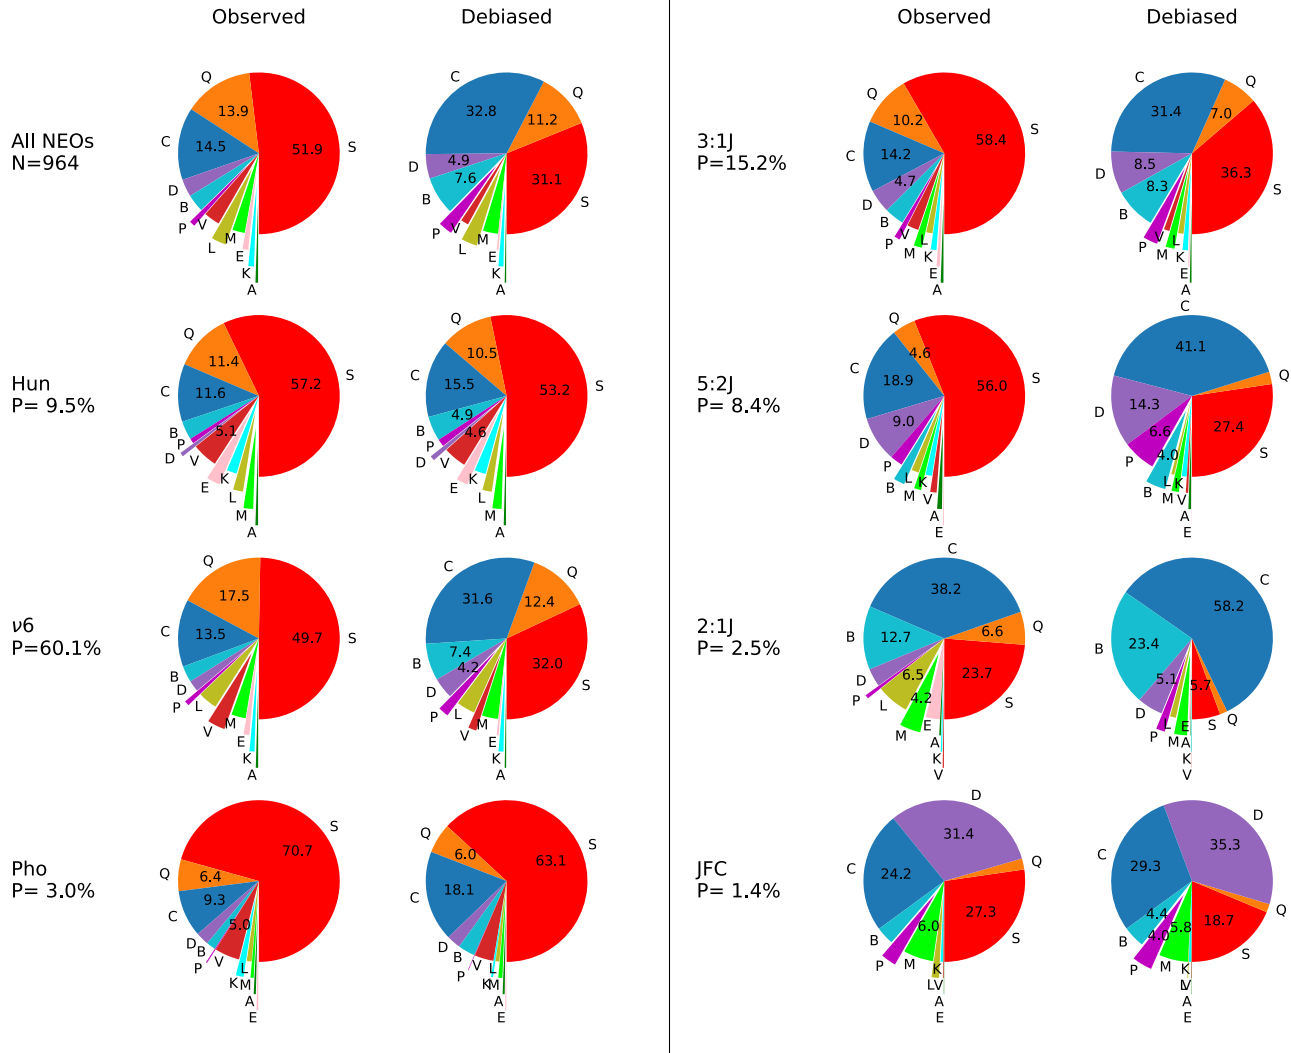 Observed
Debiased
Observed
Debiased
All NEOs
N=964
Q
13.9
C
14.5
51.9
S
D
B
P
V
L
M
E
K
A
C
32.8
Q
11.2
D
4.9
7.6
B
31.1
S
P
V
L
M
E
K
A
3:1J
P=15.2%
Q
10.2
58.4
S
C
14.2
4.7
D
B
P
V
M
L
K
E
A
C
31.4
Q
7.0
D
8.5
8.3
B
36.3
S
P
V
M
L
K
E
A
Hun
P= 9.5%
Q
11.4
57.2
S
C
11.6
B
P
D
5.1
V
E
K
L
M
A
Q
10.5
C
15.5
53.2
S
4.9
B
P
D
4.6
V
E
K
L
M
A
5:2J
P= 8.4%
Q
4.6
C
18.9
56.0
S
9.0
D
P
B
L
M
K
V
A
E
C
41.1
Q
D
14.3
27.4
S
6.6
P
4.0
B
L
M
K
V
A
E
ν6
P=60.1%
Q
17.5
C
13.5
49.7
S
B
D
P
L
V
M
E
K
A
C
31.6
Q
12.4
7.4
B
4.2
D
32.0
S
P
L
V
M
E
K
A
2:1J
P= 2.5%
C
38.2
Q
6.6
B
12.7
23.7
S
D
P
6.5
L
4.2
M
E
A
K
V
C
58.2
B
23.4
5.1
D
5.7
S
Q
P
L
M
E
A
K
V
Pho
P= 3.0%
S
70.7
Q
6.4
9.3
C
D
B
P
5.0
V
K
L
M
A
E
Q
6.0
S
63.1
C
18.1
D
B
P
V
K
L
M
A
E
JFC
P= 1.4%
D
31.4
Q
C
24.2
27.3
S
B
P
6.0
M
L
K
V
A
E
D
35.3
C
29.3
Q
18.7
S
4.4
B
4.0
P
5.8
M
K
L
V
A
E